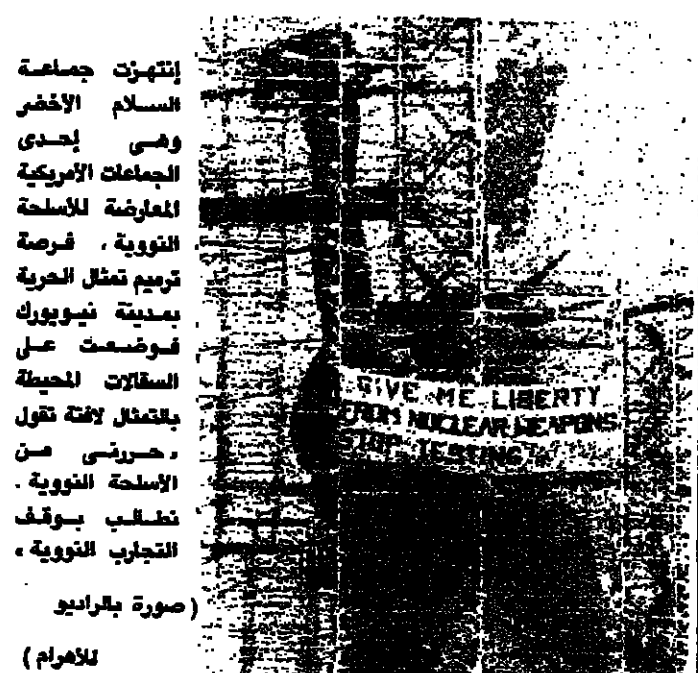 إنتهزت جماعة
السلام الأخضر
وهى إحدى
الجماعات الأمريكية
المعارضة للأسلحة
النووية، فرصة
ترميم تمثال الحرية
بمدينة نيويورك
فوضعت على
السقالات المحيطة
بالتمثال لافتة تقول
«حررنى من
الأسلحة النووية.
نطالب بوقف
التجارب النووية»
(صورة بالراديو
للأهرام)
GIVE ME LIBERTY
FROM NUCLEAR WEAPONS
STOP TESTING